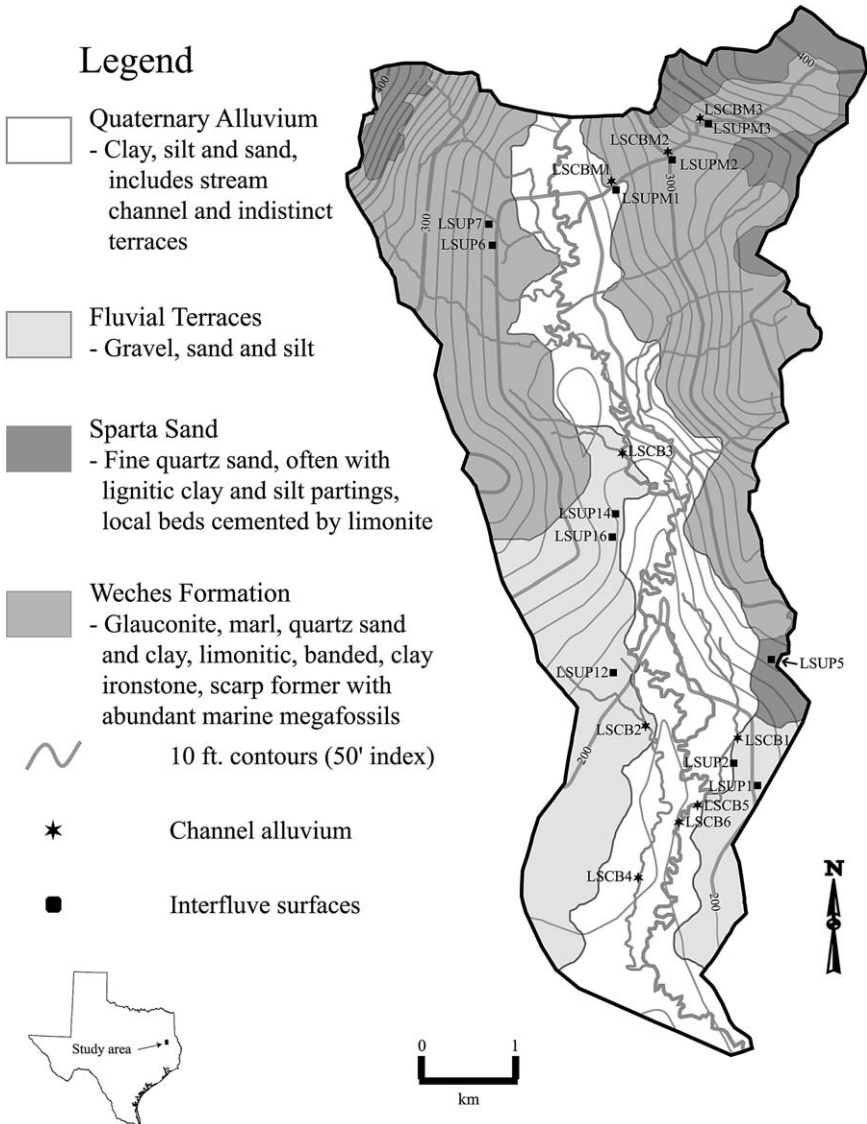 Legend
Quaternary Alluvium
- Clay, silt and sand,
includes stream
channel and indistinct
terraces
Fluvial Terraces
- Gravel, sand and silt
Sparta Sand
- Fine quartz sand, often with
lignitic clay and silt partings,
local beds cemented by limonite
Weches Formation
- Glauconite, marl, quartz sand
and clay, limonitic, banded, clay
ironstone, scarp former with
abundant marine megafossils
10 ft. contours (50' index)
Channel alluvium
Interfluve surfaces
Study area
0 1
km
N
400
400
LSCBM3
LSUPM3
LSCBM2
LSUPM2
LSCBM1
LSUPM1
300
300
LSUP7
LSUP6
LSCB3
LSUP14
LSUP16
LSUP12
LSUP5
LSCB2
LSCB1
200
LSUP2
LSUP1
LSCB5
LSCB6
LSCB4
200